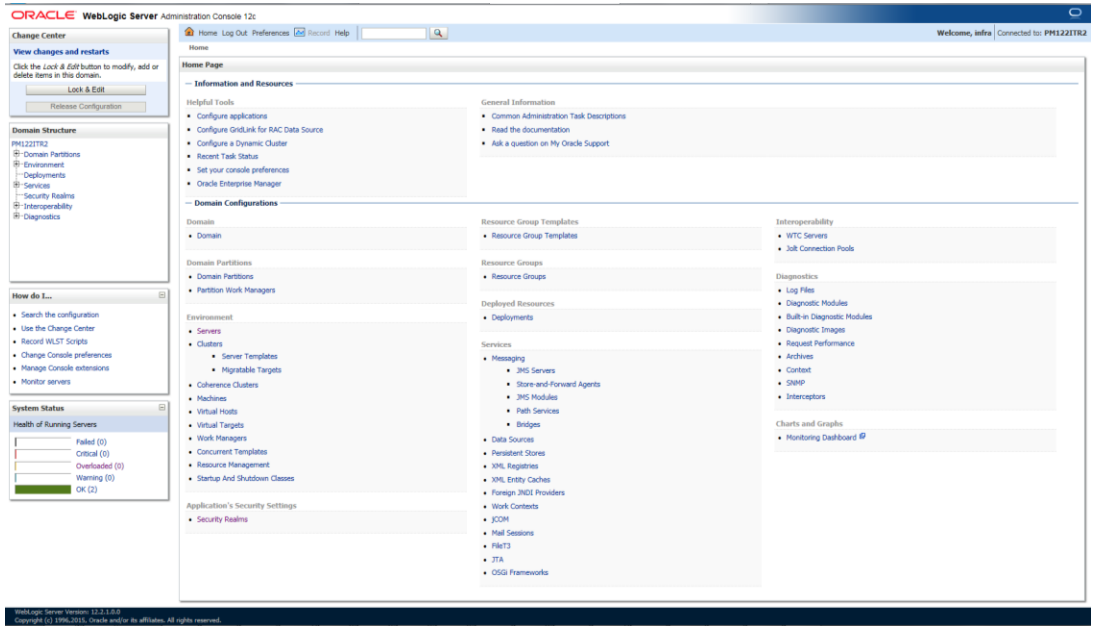 ORACLE WebLogic Server Administration Console 12c
Change Center
View changes and restarts
Click the Lock & Edit button to modify, add or
delete items in this domain.
Lock & Edit
Release Configuration
Domain Structure
PM122ITR2
Domain Partitions
Environment
Deployments
Services
Security Realms
Interoperability
Diagnostics
How do I...
Search the configuration
Use the Change Center
Record WLST Scripts
Change Console preferences
Manage Console extensions
Monitor servers
System Status
Health of Running Servers
Failed (0)
Critical (0)
Overloaded (0)
Warning (0)
OK (2)
Home Log Out Preferences Record Help
Welcome, infra Connected to: PM122ITR2
Home
Home Page
Information and Resources
Helpful Tools
Configure applications
Configure GridLink for RAC Data Source
Configure a Dynamic Cluster
Recent Task Status
Set your console preferences
Oracle Enterprise Manager
General Information
Common Administration Task Descriptions
Read the documentation
Ask a question on My Oracle Support
Domain Configurations
Domain
Domain
Domain Partitions
Domain Partitions
Partition Work Managers
Environment
Servers
Clusters
Server Templates
Migratable Targets
Coherence Clusters
Machines
Virtual Hosts
Virtual Targets
Work Managers
Concurrent Templates
Resource Management
Startup And Shutdown Classes
Application's Security Settings
Security Realms
Resource Group Templates
Resource Group Templates
Resource Groups
Resource Groups
Deployed Resources
Deployments
Services
Messaging
JMS Servers
Store-and-Forward Agents
JMS Modules
Path Services
Bridges
Data Sources
Persistent Stores
XML Registries
XML Entity Caches
Foreign JNDI Providers
Work Contexts
jCOM
Mail Sessions
FileT3
JTA
OSGi Frameworks
Interoperability
WTC Servers
Jolt Connection Pools
Diagnostics
Log Files
Diagnostic Modules
Built-in Diagnostic Modules
Diagnostic Images
Request Performance
Archives
Context
SNMP
Interceptors
Charts and Graphs
Monitoring Dashboard
WebLogic Server Version: 12.2.1.0.0
Copyright (c) 1996,2015, Oracle and/or its affiliates. All rights reserved.